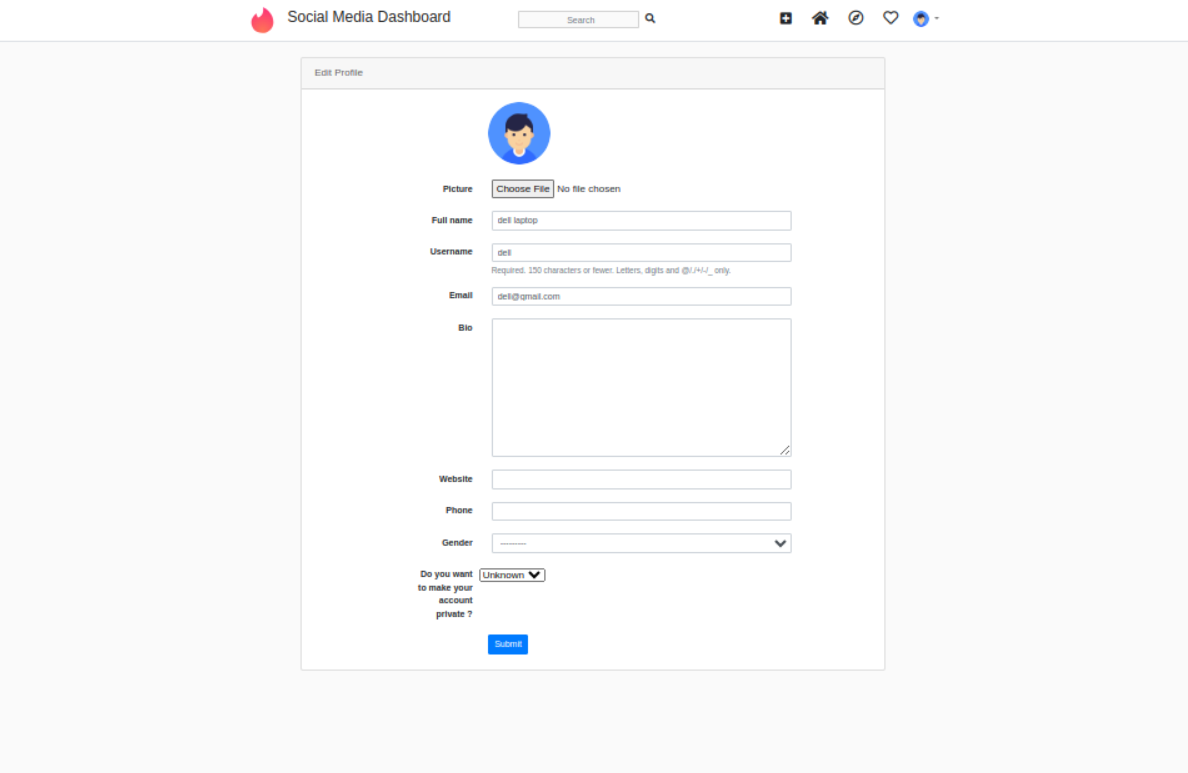 Social Media Dashboard
Search
Edit Profile
Picture
Choose File No file chosen
Full name
dell laptop
Username
dell
Required. 150 characters or fewer. Letters, digits and @/./+/-/_ only.
Email
dell@gmail.com
Bio
Website
Phone
Gender
---------
Do you want
to make your
account
private ?
Unknown
Submit